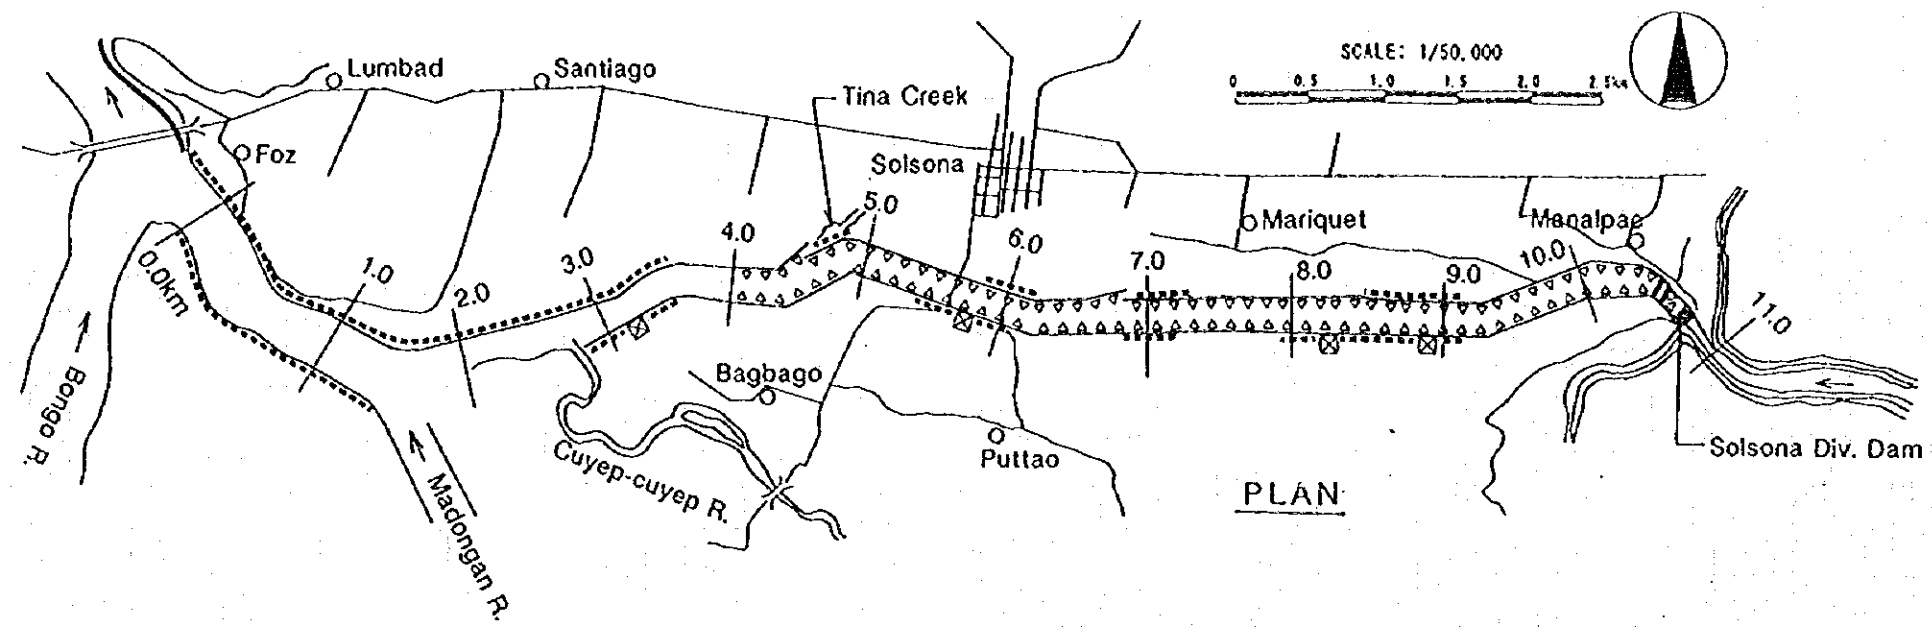 SCALE: 1/50,000
0 0.5 1.0 1.5 2.0 2.5km
Lumbad
Santiago
Tina Creek
Foz
Solsona
5.0
Mariquet
Manalpac
4.0
6.0
10.0
3.0
7.0
8.0
9.0
1.0
0.0km
2.0
11.0
Bagbago
Bongo R.
Puttao
Solsona Div. Dam
Cuyep-cuyep R.
Madongan R.
PLAN